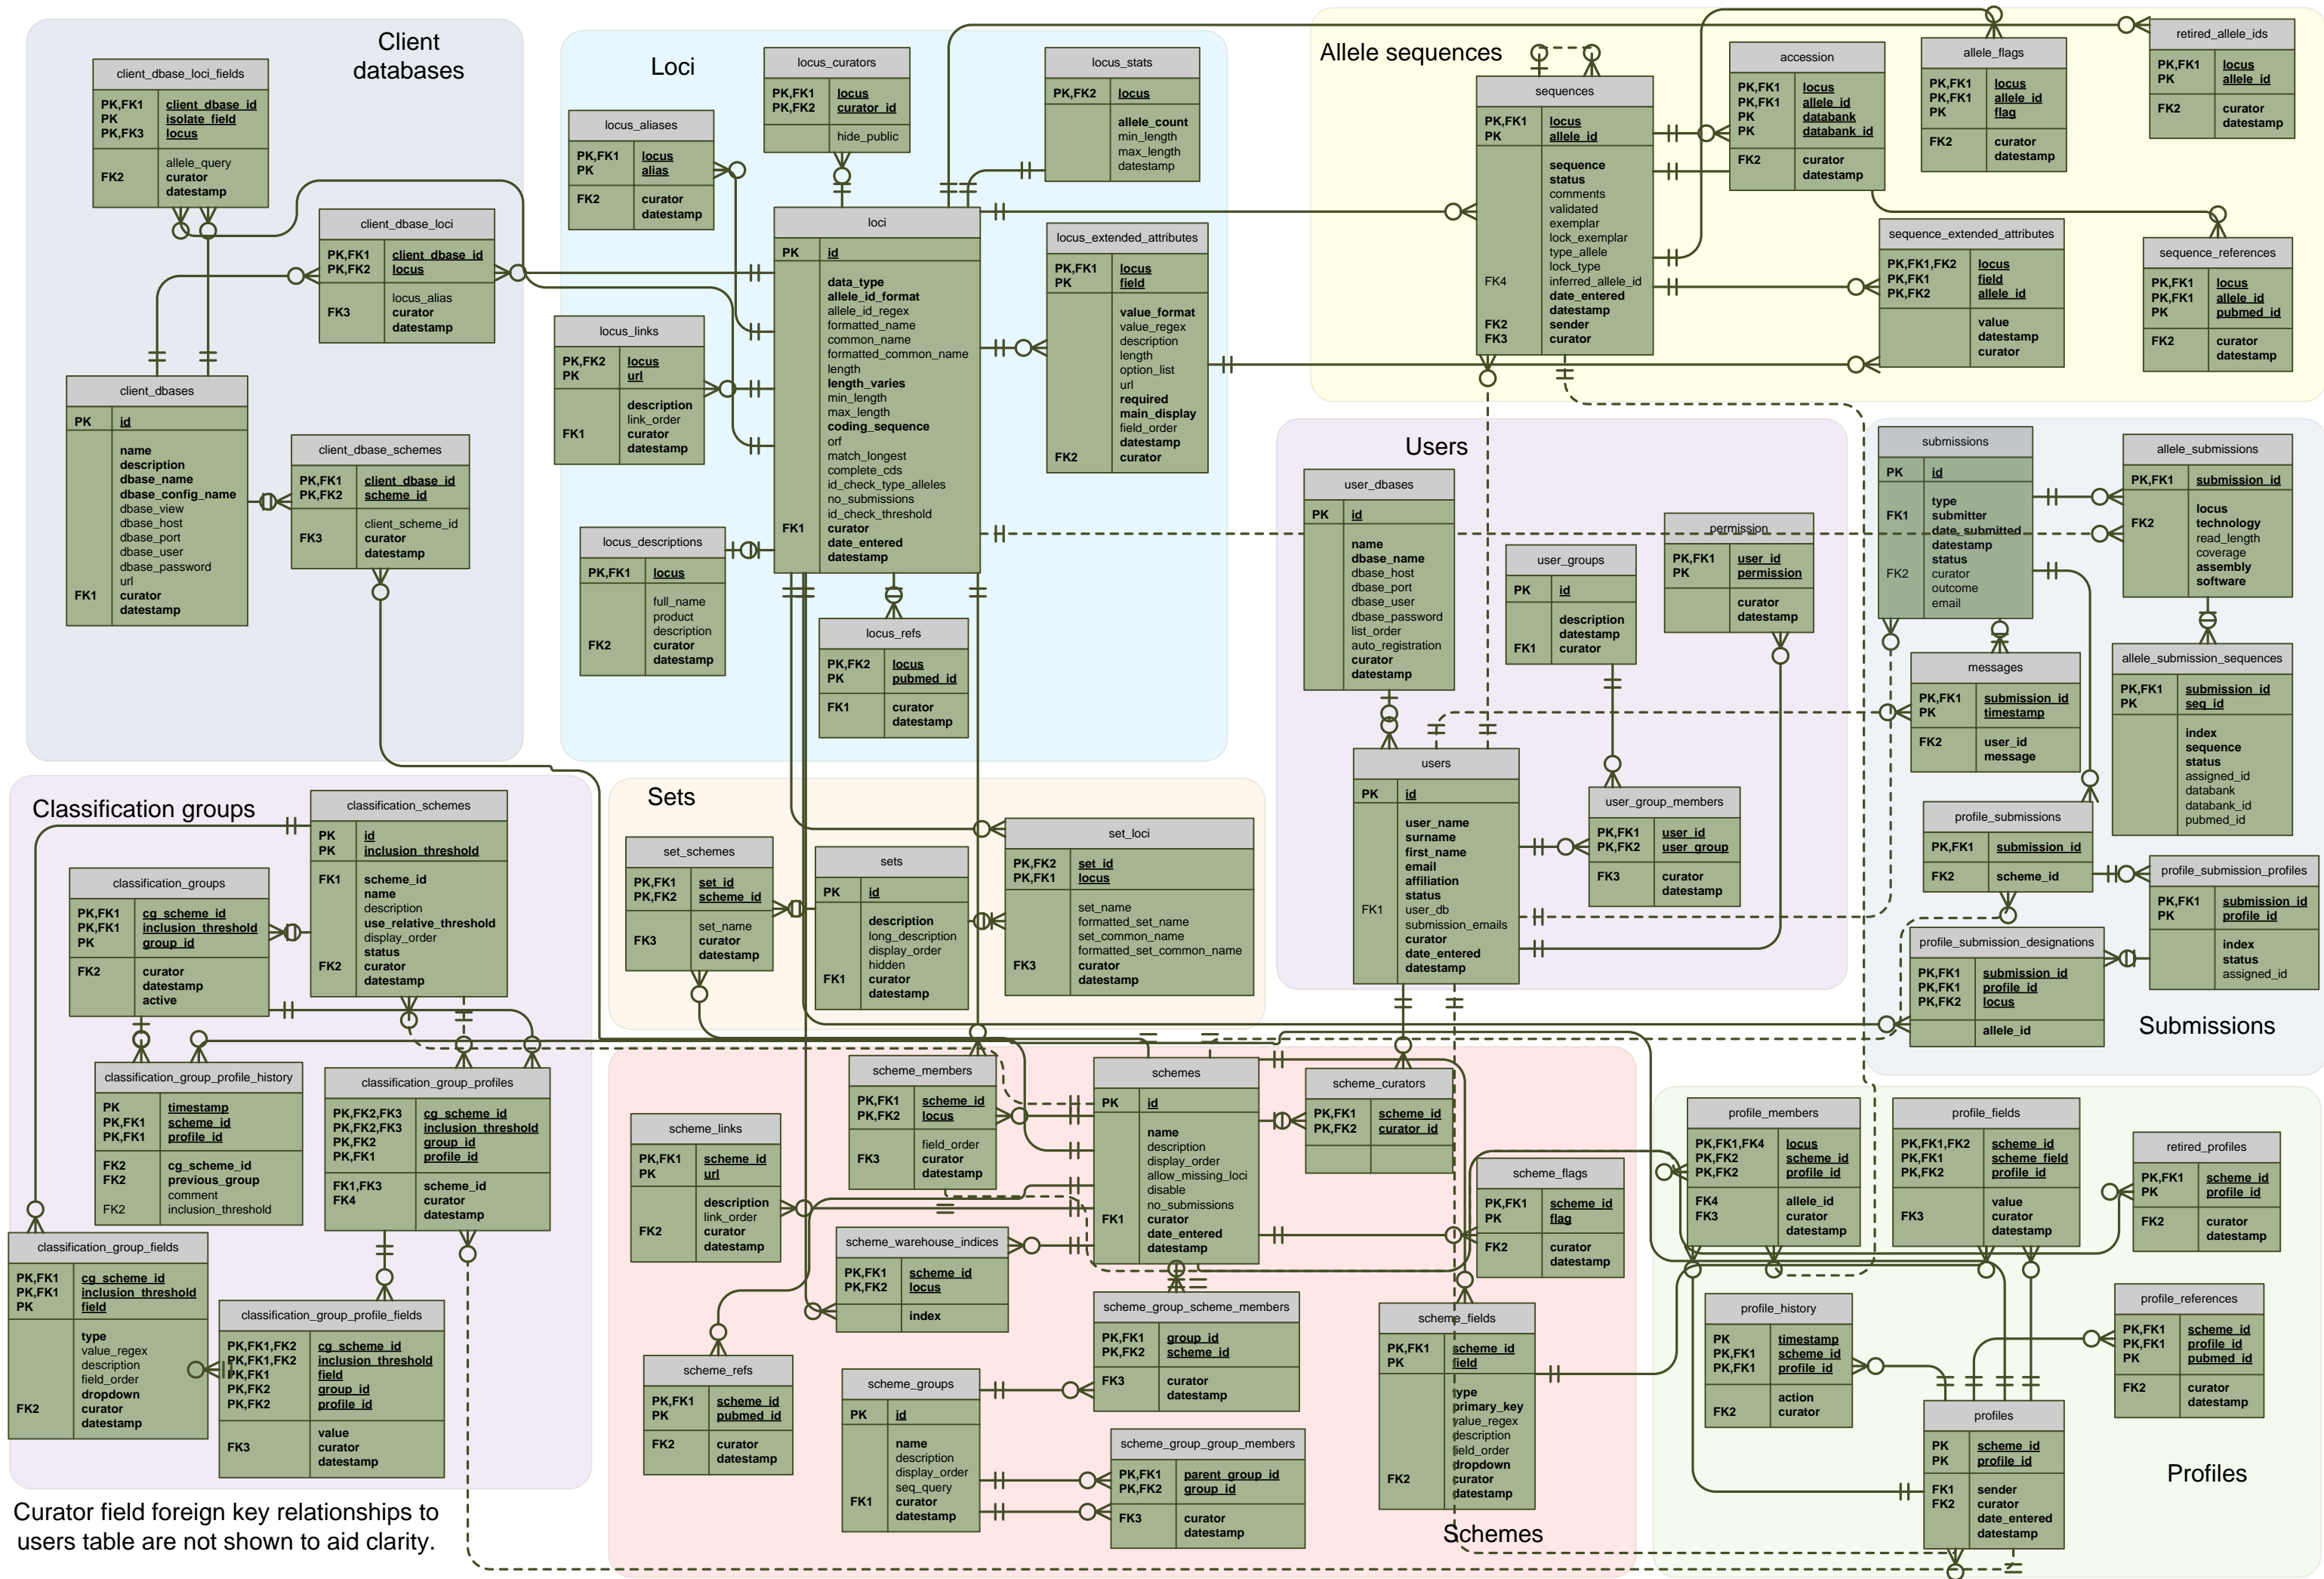 Client
databases
client_dbase_loci_fields
PK,FK1 client_dbase_id
PK isolate_field
PK,FK3 locus
allele_query
FK2 curator
datestamp
client_dbase_loci
PK,FK1 client_dbase_id
PK,FK2 locus
locus_alias
FK3 curator
datestamp
client_dbases
PK id
name
description
dbase_name
dbase_config_name
dbase_view
dbase_host
dbase_port
dbase_user
dbase_password
url
FK1 curator
datestamp
client_dbase_schemes
PK,FK1 client_dbase_id
PK,FK2 scheme_id
client_scheme_id
FK3 curator
datestamp
Loci
locus_curators
PK,FK1 locus
PK,FK2 curator_id
hide_public
locus_stats
PK,FK2 locus
allele_count
min_length
max_length
datestamp
locus_aliases
PK,FK1 locus
PK alias
FK2 curator
datestamp
loci
PK id
data_type
allele_id_format
allele_id_regex
formatted_name
common_name
formatted_common_name
length
length_varies
min_length
max_length
coding_sequence
orf
match_longest
complete_cds
id_check_type_alleles
no_submissions
id_check_threshold
FK1 curator
date_entered
datestamp
locus_extended_attributes
PK,FK1 locus
PK field
value_format
value_regex
description
length
option_list
url
required
main_display
field_order
datestamp
FK2 curator
locus_links
PK,FK2 locus
PK url
description
link_order
FK1 curator
datestamp
locus_descriptions
PK,FK1 locus
full_name
product
description
FK2 curator
datestamp
locus_refs
PK,FK2 locus
PK pubmed_id
FK1 curator
datestamp
Allele sequences
sequences
PK,FK1 locus
PK allele_id
sequence
status
comments
validated
exemplar
lock_exemplar
type_allele
lock_type
FK4 inferred_allele_id
date_entered
datestamp
FK2 sender
FK3 curator
accession
PK,FK1 locus
PK,FK1 allele_id
PK databank
PK databank_id
FK2 curator
datestamp
allele_flags
PK,FK1 locus
PK,FK1 allele_id
PK flag
FK2 curator
datestamp
retired_allele_ids
PK,FK1 locus
PK allele_id
FK2 curator
datestamp
sequence_extended_attributes
PK,FK1,FK2 locus
PK,FK1 field
PK,FK2 allele_id
value
datestamp
curator
sequence_references
PK,FK1 locus
PK,FK1 allele_id
PK pubmed_id
FK2 curator
datestamp
Users
user_dbases
PK id
name
dbase_name
dbase_host
dbase_port
dbase_user
dbase_password
list_order
auto_registration
curator
datestamp
user_groups
PK id
description
datestamp
FK1 curator
permission
PK,FK1 user_id
PK permission
curator
datestamp
users
PK id
user_name
surname
first_name
email
affiliation
status
FK1 user_db
submission_emails
curator
date_entered
datestamp
user_group_members
PK,FK1 user_id
PK,FK2 user_group
FK3 curator
datestamp
submissions
PK id
type
FK1 submitter
date_submitted
datestamp
status
FK2 curator
outcome
email
allele_submissions
PK,FK1 submission_id
locus
FK2 technology
read_length
coverage
assembly
software
messages
PK,FK1 submission_id
PK timestamp
FK2 user_id
message
allele_submission_sequences
PK,FK1 submission_id
PK seq_id
index
sequence
status
assigned_id
databank
databank_id
pubmed_id
profile_submissions
PK,FK1 submission_id
FK2 scheme_id
profile_submission_profiles
PK,FK1 submission_id
PK profile_id
index
status
assigned_id
profile_submission_designations
PK,FK1 submission_id
PK,FK1 profile_id
PK,FK2 locus
allele_id
Submissions
Classification groups
classification_schemes
PK id
PK inclusion_threshold
FK1 scheme_id
name
description
use_relative_threshold
display_order
status
FK2 curator
datestamp
classification_groups
PK,FK1 cg_scheme_id
PK,FK1 inclusion_threshold
PK group_id
FK2 curator
datestamp
active
classification_group_profile_history
PK timestamp
PK,FK1 scheme_id
PK,FK1 profile_id
FK2 cg_scheme_id
FK2 previous_group
comment
FK2 inclusion_threshold
classification_group_profiles
PK,FK2,FK3 cg_scheme_id
PK,FK2,FK3 inclusion_threshold
PK,FK2 group_id
PK,FK1 profile_id
FK1,FK3 scheme_id
FK4 curator
datestamp
classification_group_fields
PK,FK1 cg_scheme_id
PK,FK1 inclusion_threshold
PK field
type
value_regex
description
field_order
dropdown
FK2 curator
datestamp
classification_group_profile_fields
PK,FK1,FK2 cg_scheme_id
PK,FK1,FK2 inclusion_threshold
PK,FK1 field
PK,FK2 group_id
PK,FK2 profile_id
value
FK3 curator
datestamp
Curator field foreign key relationships to
users table are not shown to aid clarity.
Sets
set_schemes
PK,FK1 set_id
PK,FK2 scheme_id
set_name
FK3 curator
datestamp
sets
PK id
description
long_description
display_order
hidden
FK1 curator
datestamp
set_loci
PK,FK2 set_id
PK,FK1 locus
set_name
formatted_set_name
set_common_name
formatted_set_common_name
FK3 curator
datestamp
scheme_members
PK,FK1 scheme_id
PK,FK2 locus
field_order
FK3 curator
datestamp
schemes
PK id
name
description
display_order
allow_missing_loci
disable
no_submissions
FK1 curator
date_entered
datestamp
scheme_curators
PK,FK1 scheme_id
PK,FK2 curator_id
scheme_links
PK,FK1 scheme_id
PK url
description
link_order
FK2 curator
datestamp
scheme_flags
PK,FK1 scheme_id
PK flag
FK2 curator
datestamp
scheme_warehouse_indices
PK,FK1 scheme_id
PK,FK2 locus
index
scheme_group_scheme_members
PK,FK1 group_id
PK,FK2 scheme_id
FK3 curator
datestamp
scheme_fields
PK,FK1 scheme_id
PK field
type
primary_key
value_regex
description
field_order
dropdown
FK2 curator
datestamp
scheme_refs
PK,FK1 scheme_id
PK pubmed_id
FK2 curator
datestamp
scheme_groups
PK id
name
description
display_order
seq_query
FK1 curator
datestamp
scheme_group_group_members
PK,FK1 parent_group_id
PK,FK2 group_id
FK3 curator
datestamp
Schemes
profile_members
PK,FK1,FK4 locus
PK,FK2 scheme_id
PK,FK2 profile_id
FK4 allele_id
FK3 curator
datestamp
profile_fields
PK,FK1,FK2 scheme_id
PK,FK1 scheme_field
PK,FK2 profile_id
value
FK3 curator
datestamp
retired_profiles
PK,FK1 scheme_id
PK profile_id
FK2 curator
datestamp
profile_history
PK timestamp
PK,FK1 scheme_id
PK,FK1 profile_id
action
FK2 curator
profile_references
PK,FK1 scheme_id
PK,FK1 profile_id
PK pubmed_id
FK2 curator
datestamp
profiles
PK scheme_id
PK profile_id
FK1 sender
FK2 curator
date_entered
datestamp
Profiles